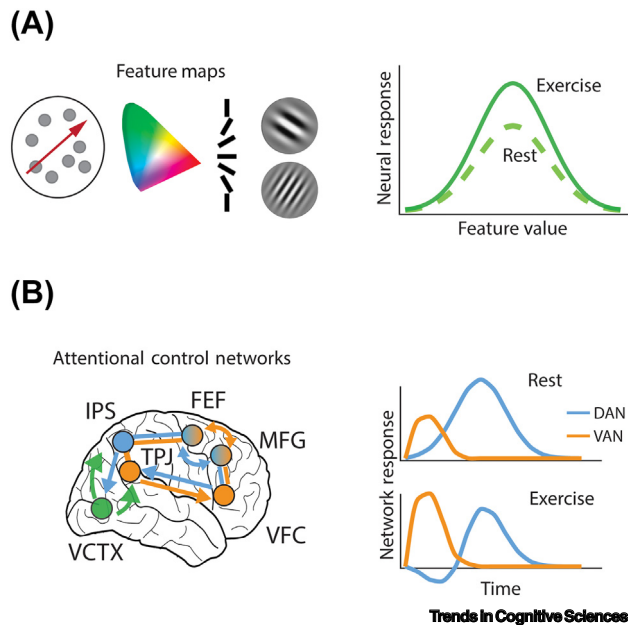 (A)
Feature maps
Neural response
Exercise
Rest
Feature value
(B)
Attentional control networks
IPS
FEF
TPJ
MFG
VFC
VCTX
Network response
Rest
DAN
VAN
Exercise
Time
Trends in Cognitive Sciences